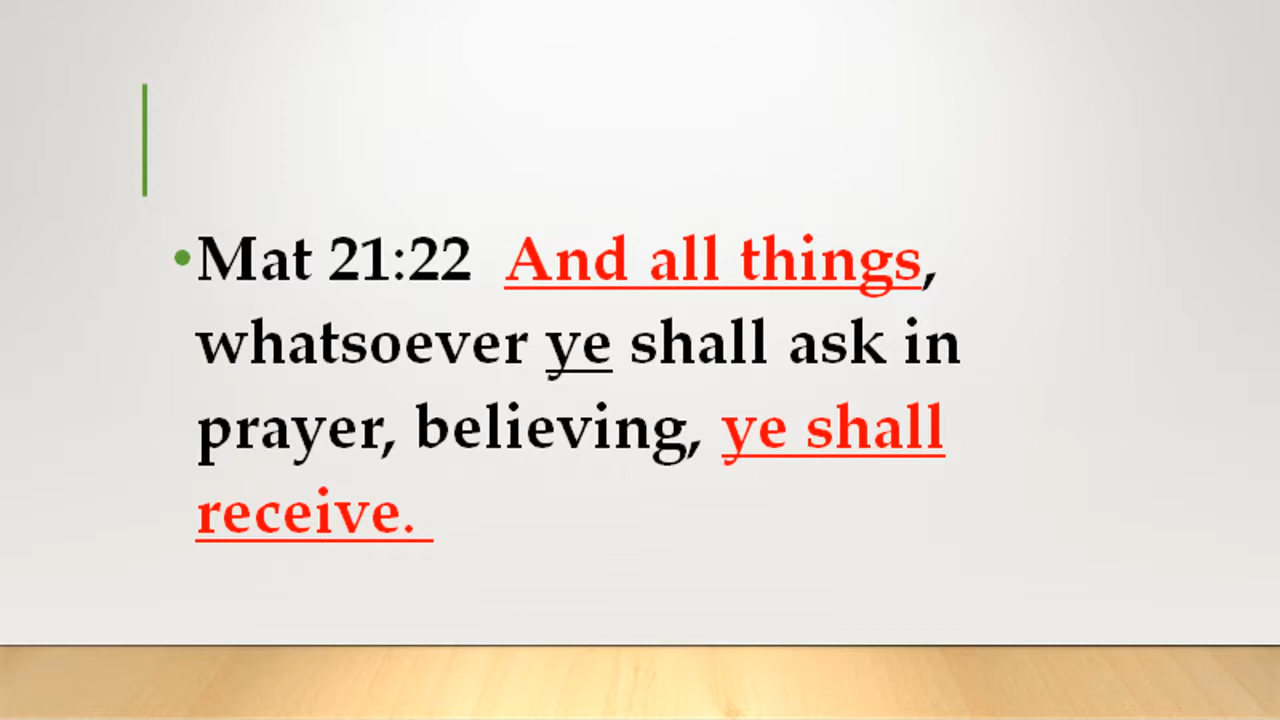 •Mat 21:22  And all things,
whatsoever ye shall ask in
prayer, believing, ye shall
receive.